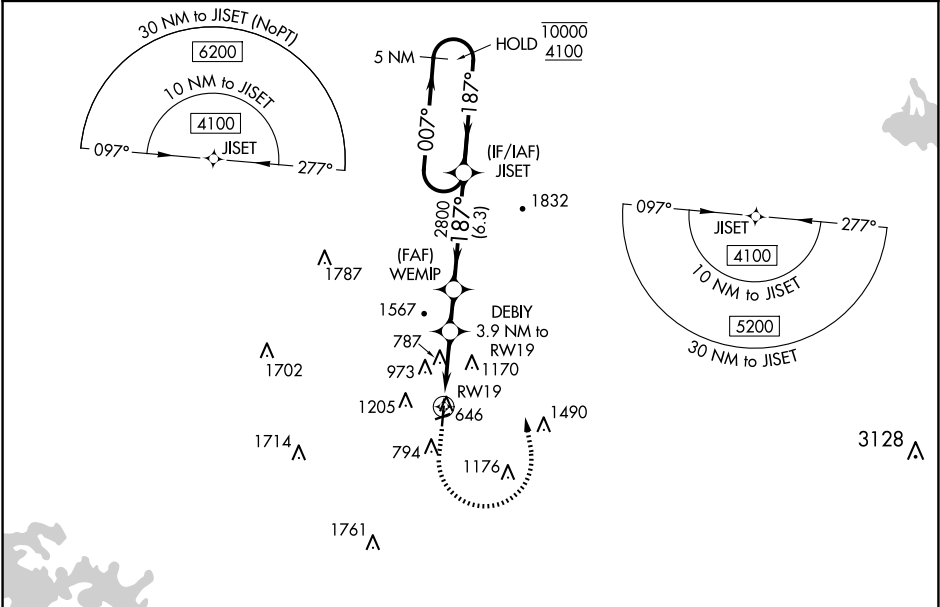 30 NM to JISET (NoPT)
6200
10 NM to JISET
4100
097°
JISET
277°
5 NM
HOLD
10000
4100
007°
187°
(IF/IAF)
JISET
1832
2800
187°
(6.3)
097°
JISET
277°
4100
10 NM to JISET
5200
30 NM to JISET
1787
(FAF)
WEMIP
1567
DEBIY
3.9 NM to
RW19
787
973
1170
1702
RW19
1205
646
1490
1714
794
1176
3128
1761